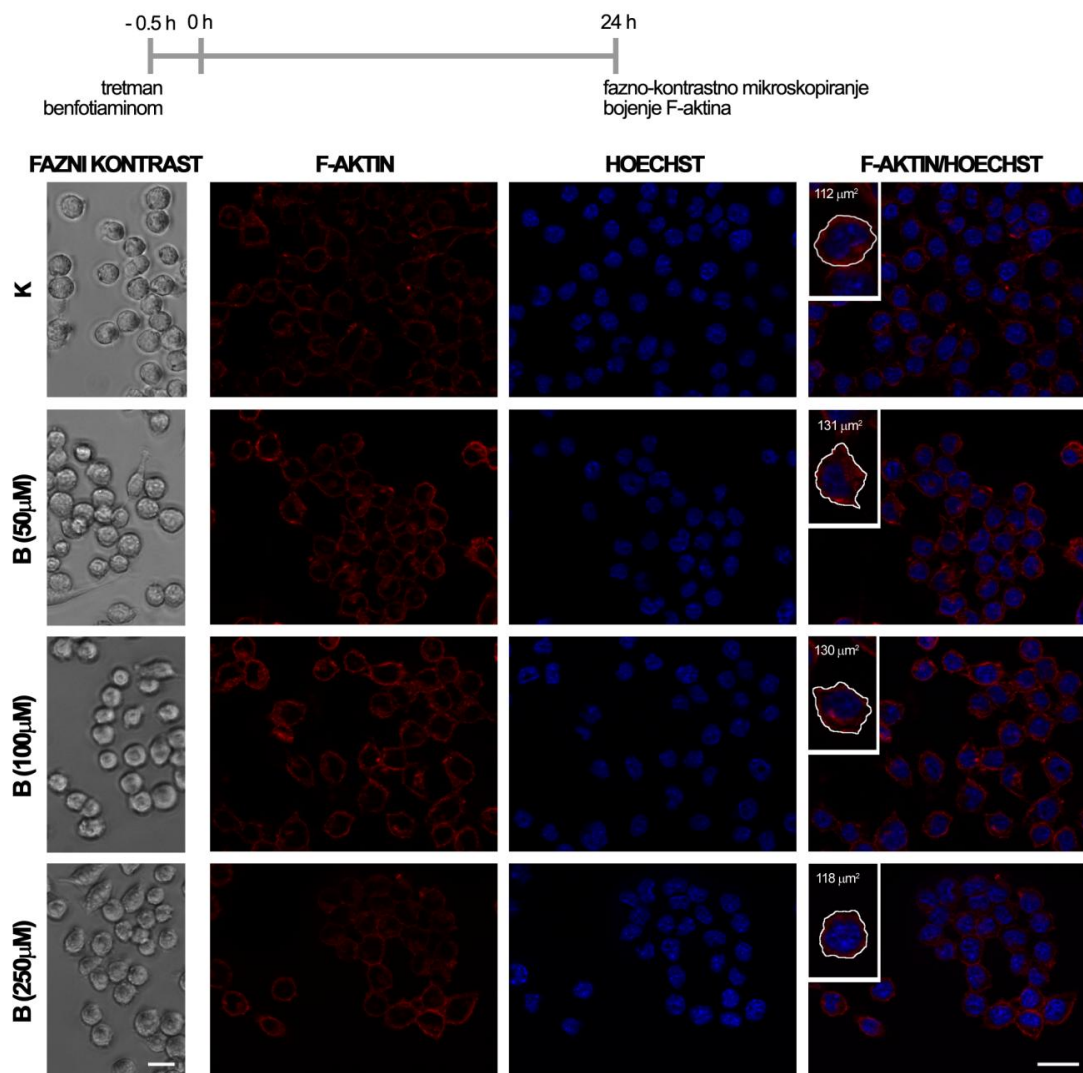 - 0.5 h 0 h 24 h
tretman
benfotiaminom
fazno-kontrastno mikroskopiranje
bojenje F-aktina
FAZNI KONTRAST F-AKTIN HOECHST F-AKTIN/HOECHST
K
112 µm²
B (50µM)
131 µm²
B (100µM)
130 µm²
B (250µM)
118 µm²